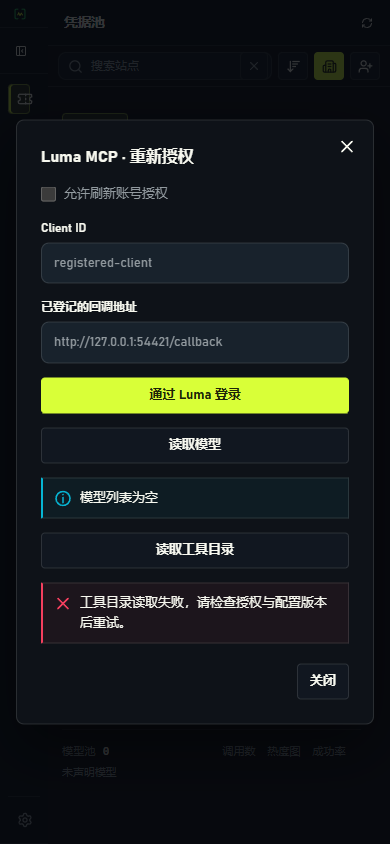 凭据池
搜索站点
Luma MCP · 重新授权
允许刷新账号授权
Client ID
registered-client
已登记的回调地址
http://127.0.0.1:54421/callback
通过 Luma 登录
读取模型
模型列表为空
读取工具目录
工具目录读取失败，请检查授权与配置版本
后重试。
关闭
模型池 0 调用数 热度图 成功率
未声明模型